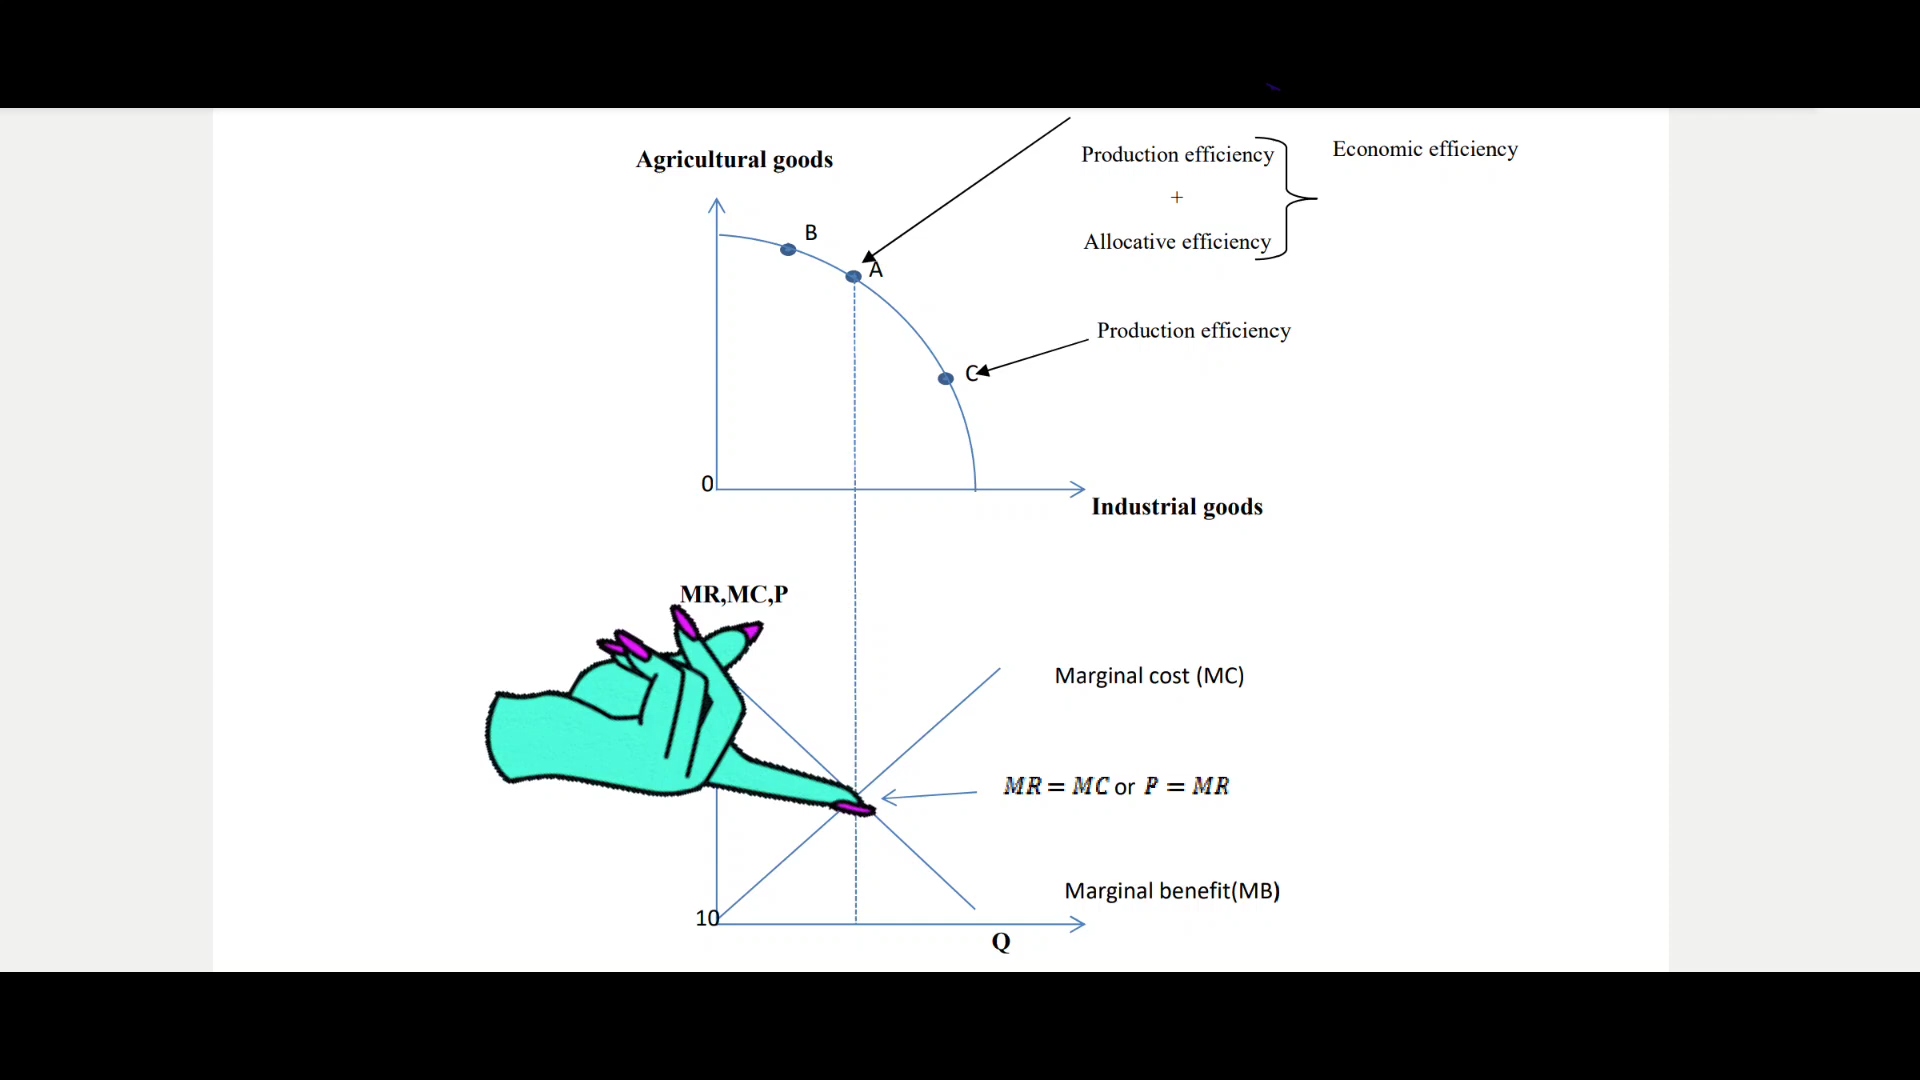 Agricultural goods
Production efficiency
+
Allocative efficiency
Economic efficiency
B
A
Production efficiency
C
0
Industrial goods
MR,MC,P
Marginal cost (MC)
MR = MC or P = MR
Marginal benefit(MB)
10
Q